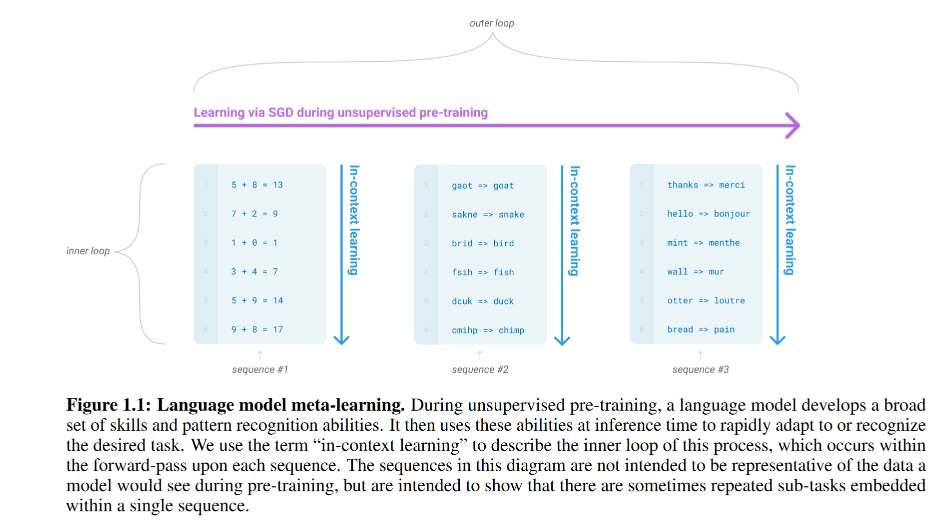 outer loop
Learning via SGD during unsupervised pre-training
inner loop
1 5 + 8 = 13
2 7 + 2 = 9
3 1 + 0 = 1
4 3 + 4 = 7
5 5 + 9 = 14
6 9 + 8 = 17
In-context learning
sequence #1
1 gaot => goat
2 sakne => snake
3 brid => bird
4 fsih => fish
5 dcuk => duck
6 cmihp => chimp
In-context learning
sequence #2
1 thanks => merci
2 hello => bonjour
3 mint => menthe
4 wall => mur
5 otter => loutre
6 bread => pain
In-context learning
sequence #3
Figure 1.1: Language model meta-learning. During unsupervised pre-training, a language model develops a broad
set of skills and pattern recognition abilities. It then uses these abilities at inference time to rapidly adapt to or recognize
the desired task. We use the term “in-context learning” to describe the inner loop of this process, which occurs within
the forward-pass upon each sequence. The sequences in this diagram are not intended to be representative of the data a
model would see during pre-training, but are intended to show that there are sometimes repeated sub-tasks embedded
within a single sequence.